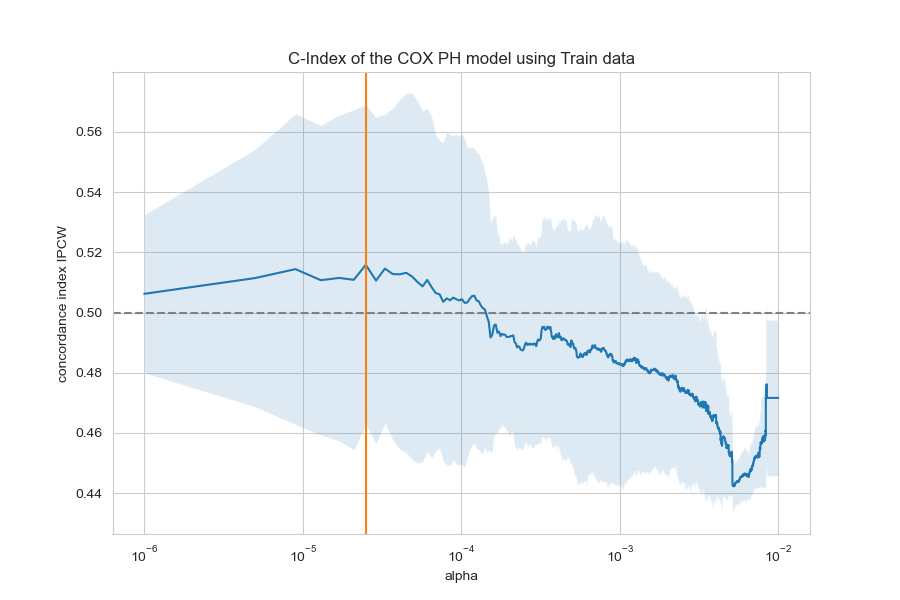 C-Index of the COX PH model using Train data
concordance index IPCW
0.56
0.54
0.52
0.50
0.48
0.46
0.44
10⁻⁶ 10⁻⁵ 10⁻⁴ 10⁻³ 10⁻²
alpha